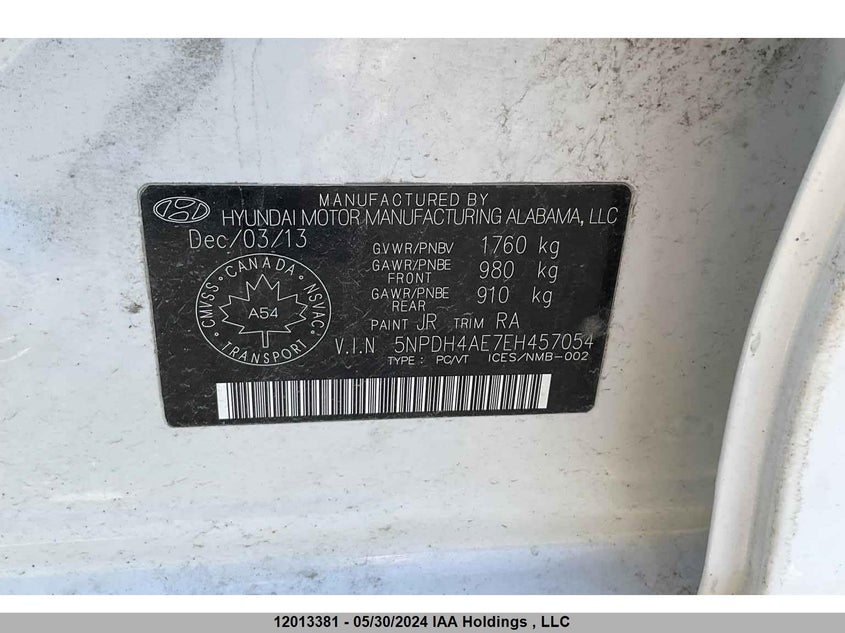 MANUFACTURED BY
HYUNDAI MOTOR MANUFACTURING ALABAMA, LLC
Dec/03/13
GVWR/PNBV 1760 kg
GAWR/PNBE FRONT 980 kg
GAWR/PNBE REAR 910 kg
PAINT JR TRIM RA
V.I.N 5NPDH4AE7EH457054
TYPE : PC/VT ICES/NMB-002
CANADA
CMVSS NSVAC
A54
TRANSPORT
12013381 - 05/30/2024 IAA Holdings , LLC